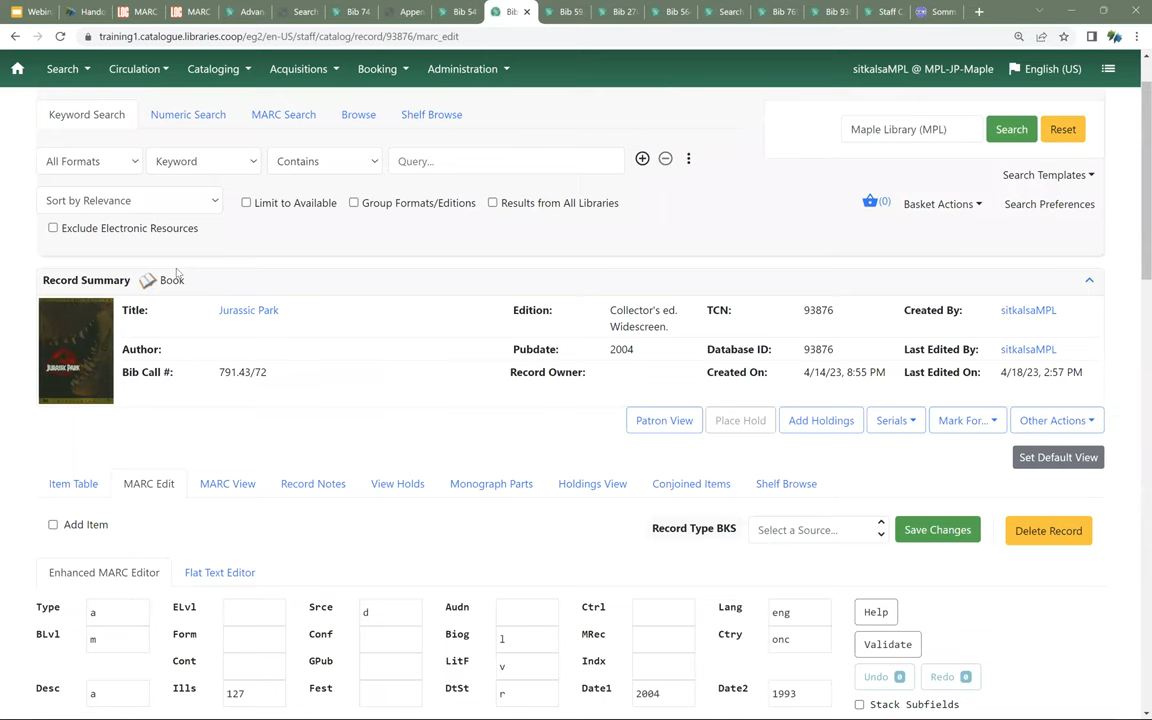 Webin Hando MARC MARC Advan Search Bib 74 Appen Bib 54 Bib Bib 59 Bib 27 Bib 56 Search Bib 76 Bib 93 Staff C Somm
training1.catalogue.libraries.coop/eg2/en-US/staff/catalog/record/93876/marc_edit
Search Circulation Cataloging Acquisitions Booking Administration sitkalsaMPL @ MPL-JP-Maple English (US)
Keyword Search Numeric Search MARC Search Browse Shelf Browse
Maple Library (MPL) Search Reset
All Formats Keyword Contains Query...
Search Templates
Sort by Relevance Limit to Available Group Formats/Editions Results from All Libraries (0) Basket Actions Search Preferences
Exclude Electronic Resources
Record Summary Book
Title: Jurassic Park Edition: Collector's ed. TCN: 93876 Created By: sitkalsaMPL
Widescreen.
Author: Pubdate: 2004 Database ID: 93876 Last Edited By: sitkalsaMPL
Bib Call #: 791.43/72 Record Owner: Created On: 4/14/23, 8:55 PM Last Edited On: 4/18/23, 2:57 PM
Patron View Place Hold Add Holdings Serials Mark For... Other Actions
Set Default View
Item Table MARC Edit MARC View Record Notes View Holds Monograph Parts Holdings View Conjoined Items Shelf Browse
Add Item Record Type BKS Select a Source... Save Changes Delete Record
Enhanced MARC Editor Flat Text Editor
Type a ELvl Srce d Audn Ctrl Lang eng Help
BLvl m Form Conf Biog l MRec Ctry onc Validate
Cont GPub LitF v Indx Undo 0 Redo 0
Desc a Ills 127 Fest DtSt r Date1 2004 Date2 1993
Stack Subfields